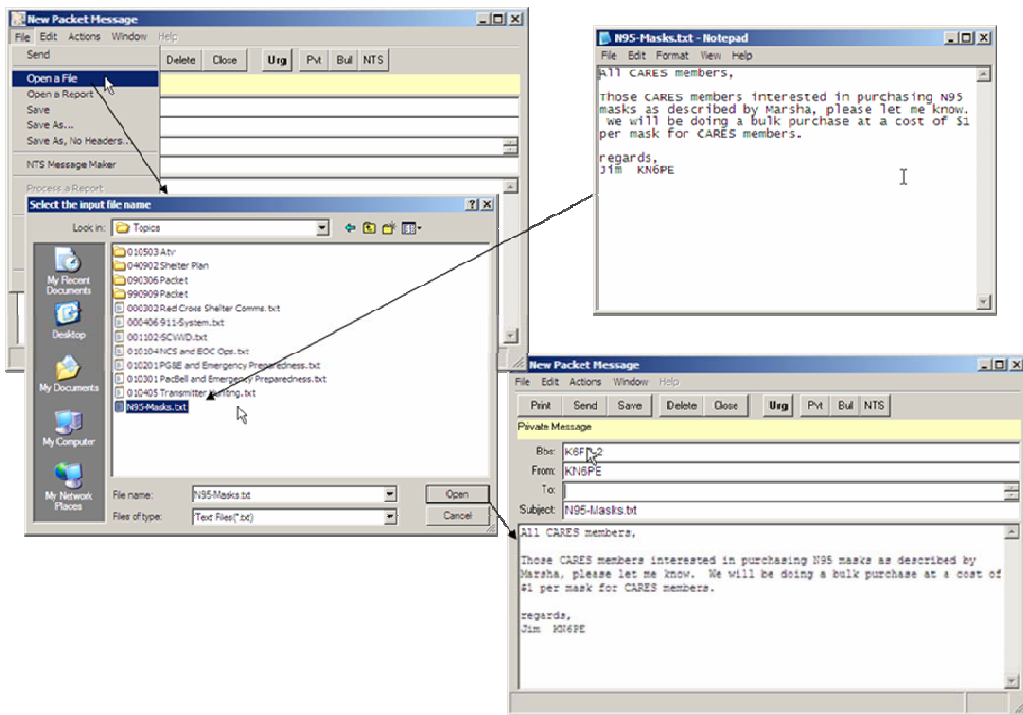 New Packet Message
File Edit Actions Window Help
Send
Open a File
Open a Report
Save
Save As...
Save As, No Headers...
NTS Message Maker
Process a Report
Delete Close Urg Pvt Bul NTS
Select the input file name
Look in: Topics
My Recent
Documents
Desktop
My Documents
My Computer
My Network
Places
010503 Atv
040902 Shelter Plan
090306 Packet
990909 Packet
000302 Red Cross Shelter Comms.txt
000406 911-System.txt
001102-SCVWD.txt
010104 NCS and EOC Ops.txt
010201 PG&E and Emergency Preparedness.txt
010301 PacBell and Emergency Preparedness.txt
010405 Transmitter Hunting.txt
N95-Masks.txt
File name: N95-Masks.txt Open
Files of type: Text Files(*.txt) Cancel
N95-Masks.txt - Notepad
File Edit Format View Help
All CARES members,
Those CARES members interested in purchasing N95
masks as described by Marsha, please let me know.
We will be doing a bulk purchase at a cost of $1
per mask for CARES members.
regards,
Jim KN6PE
New Packet Message
File Edit Actions Window Help
Print Send Save Delete Close Urg Pvt Bul NTS
Private Message
Bbs:
From: KN6PE
To:
Subject: N95-Masks.txt
All CARES members,
Those CARES members interested in purchasing N95 masks as described by
Marsha, please let me know. We will be doing a bulk purchase at a cost of
$1 per mask for CARES members.
regards,
Jim KN6PE